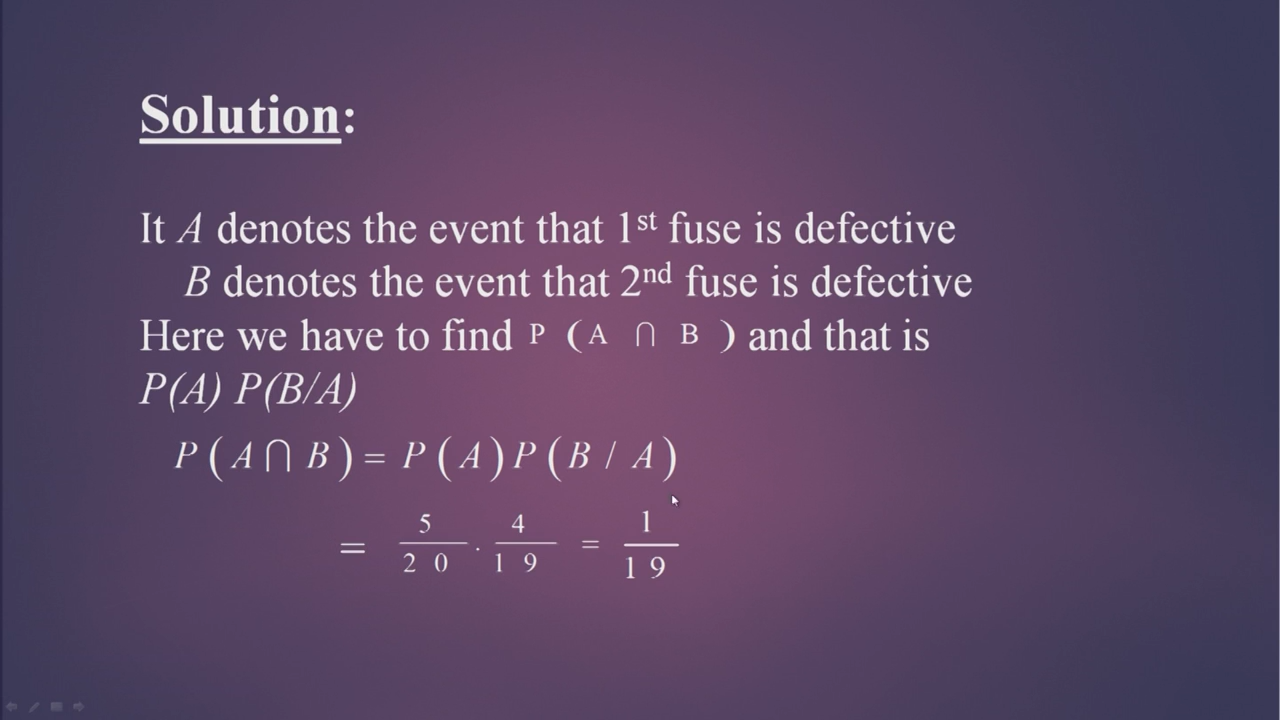 Solution:
It A denotes the event that 1st fuse is defective
B denotes the event that 2nd fuse is defective
Here we have to find P ( A ∩ B ) and that is
P(A) P(B/A)
P ( A ∩ B ) = P ( A ) P ( B / A )
= 5/20 . 4/19 = 1/19